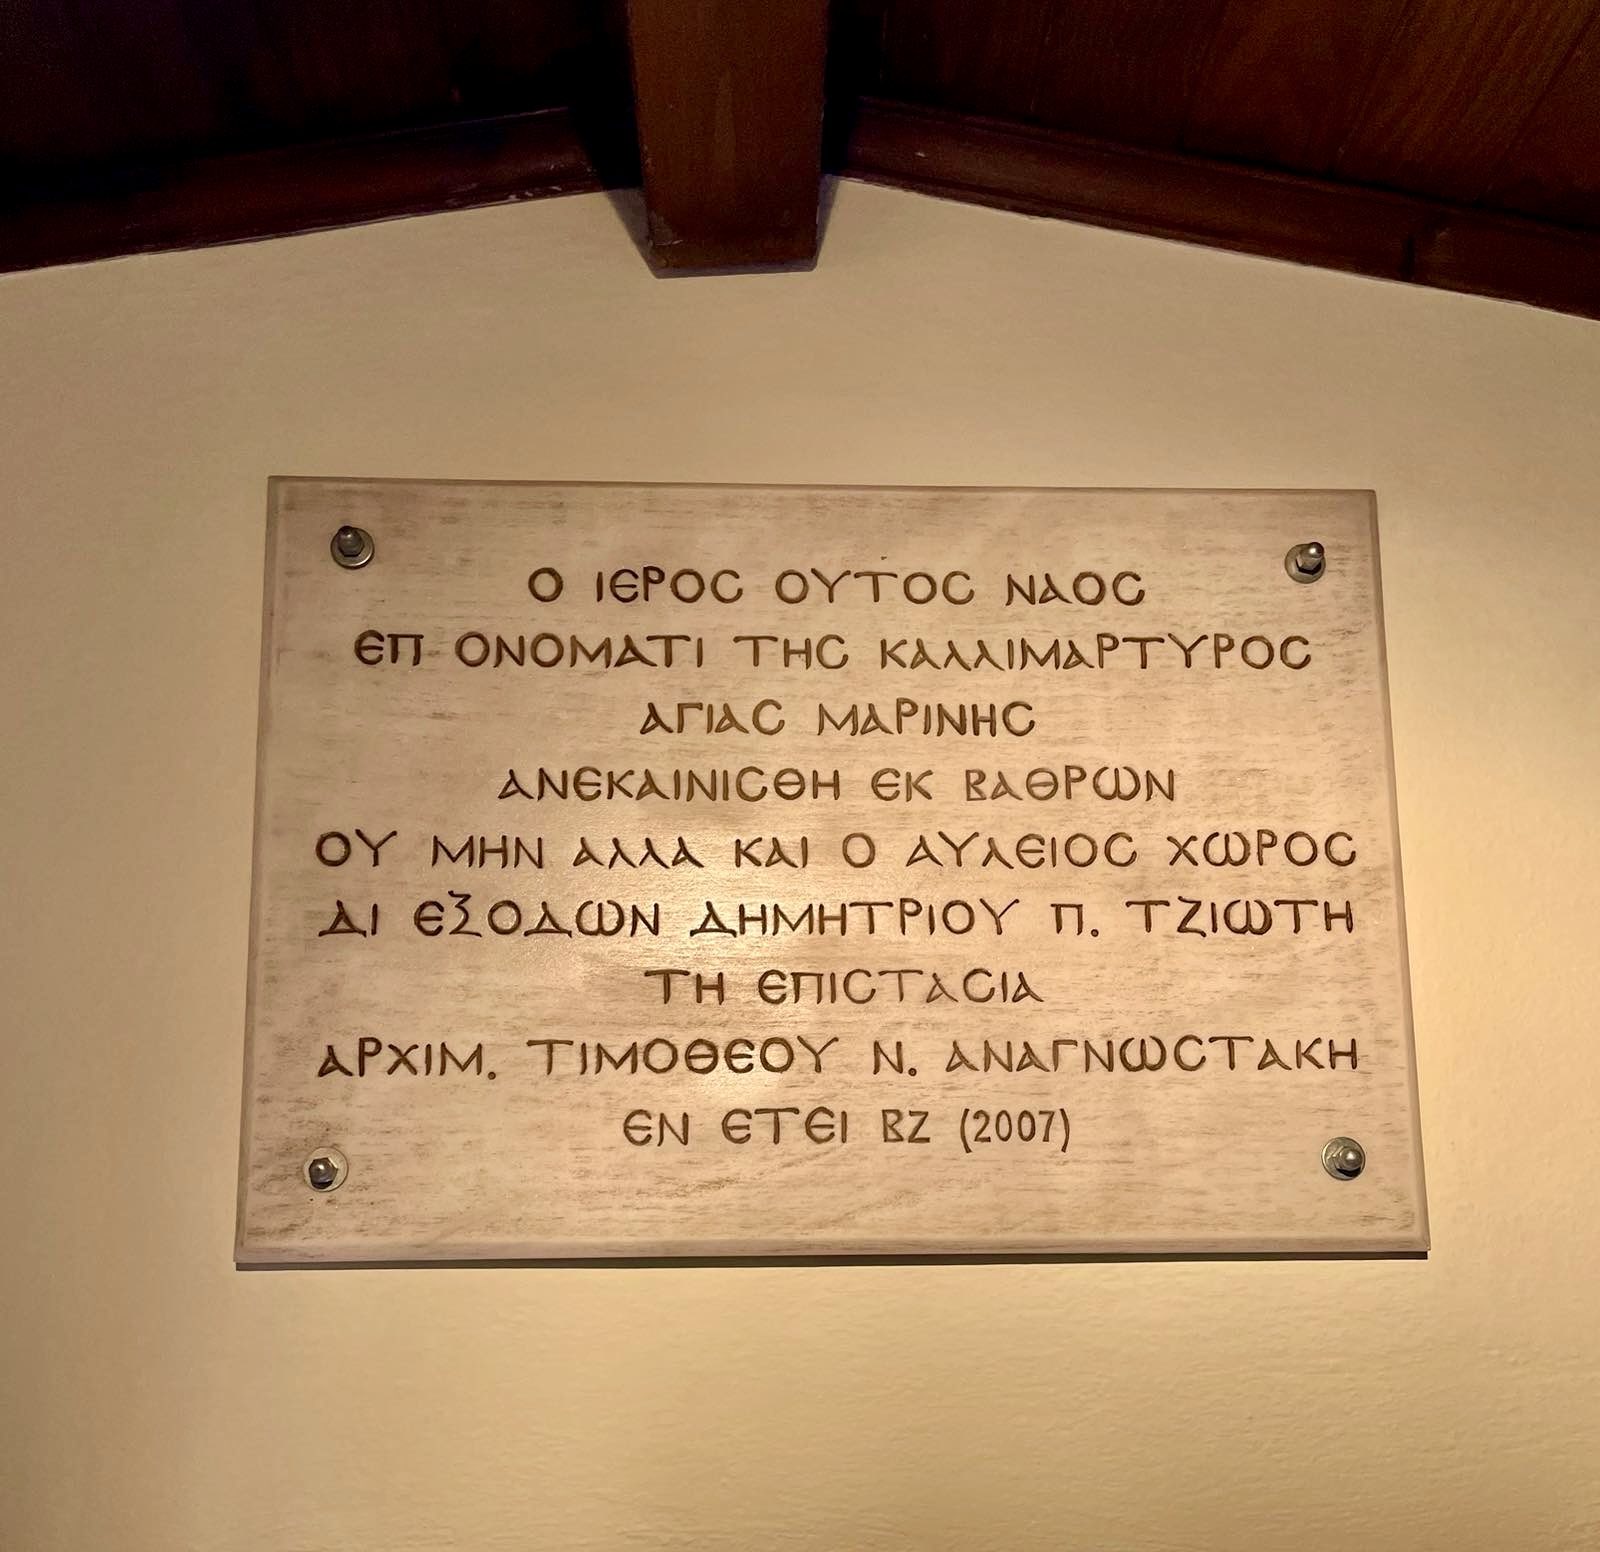 Ο ΙΕΡΟΣ ΟΥΤΟΣ ΝΑΟΣ
ΕΠ ΟΝΟΜΑΤΙ ΤΗΣ ΚΑΛΛΙΜΑΡΤΥΡΟΣ
ΑΓΙΑΣ ΜΑΡΙΝΗΣ
ΑΝΕΚΑΙΝΙΣΘΗ ΕΚ ΒΑΘΡΩΝ
ΟΥ ΜΗΝ ΑΛΛΑ ΚΑΙ Ο ΑΥΛΕΙΟΣ ΧΩΡΟΣ
ΔΙ ΕΞΟΔΩΝ ΔΗΜΗΤΡΙΟΥ Π. ΤΖΙΩΤΗ
ΤΗ ΕΠΙΣΤΑΣΙΑ
ΑΡΧΙΜ. ΤΙΜΟΘΕΟΥ Ν. ΑΝΑΓΝΩΣΤΑΚΗ
ΕΝ ΕΤΕΙ ΒΖ (2007)